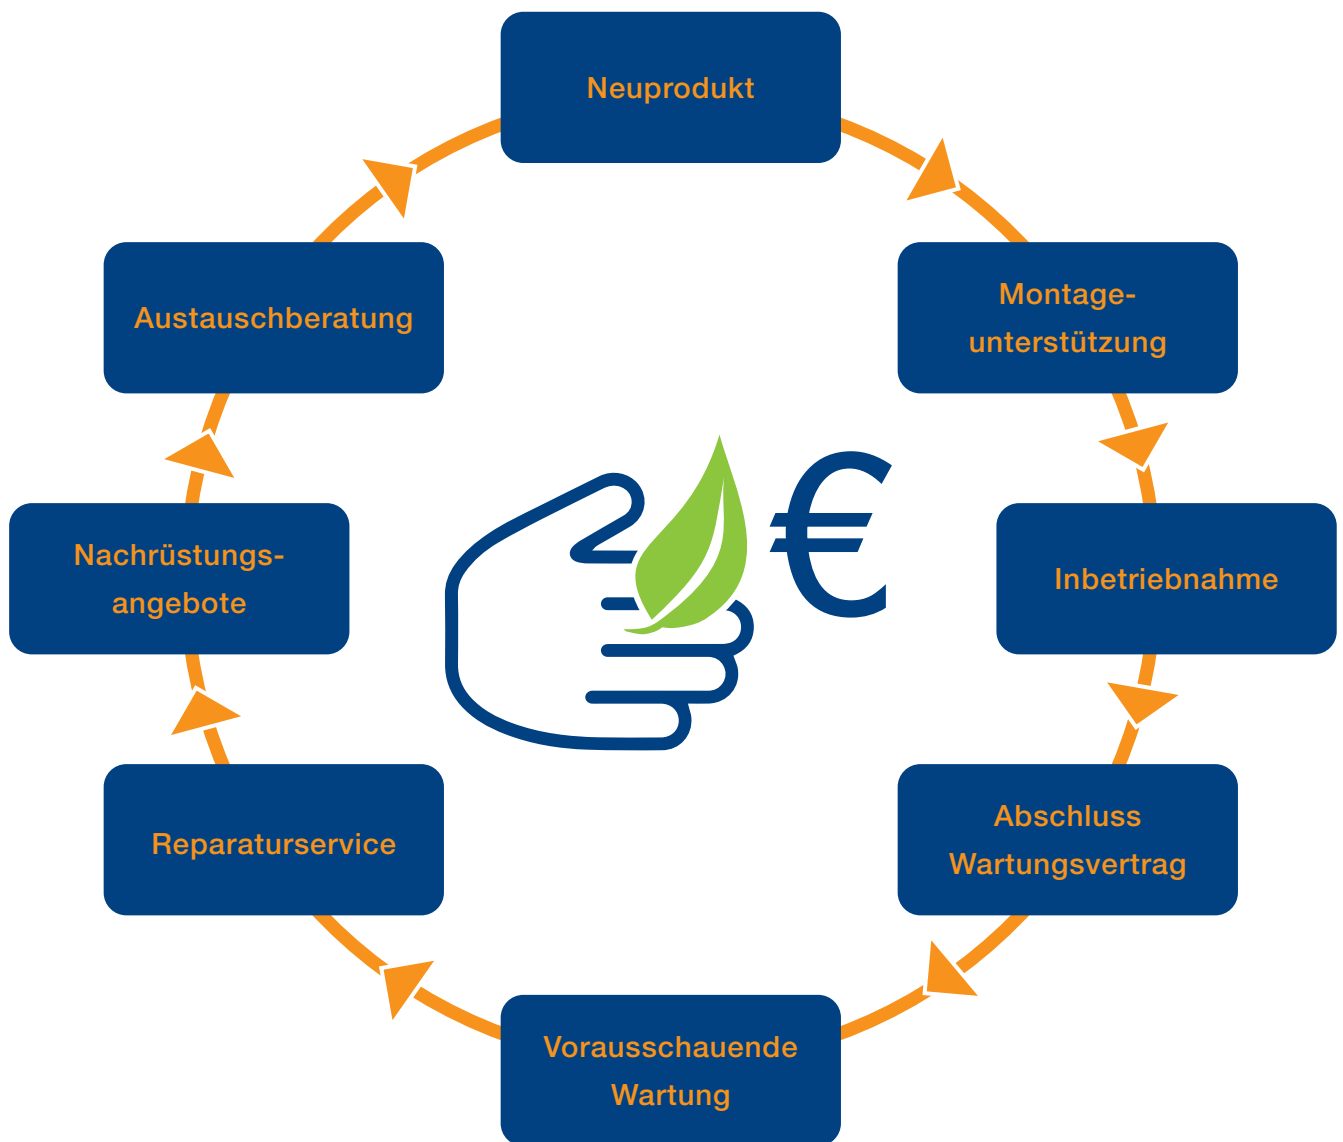 Neuprodukt
Montage-
unterstützung
Inbetriebnahme
Abschluss
Wartungsvertrag
Vorausschauende
Wartung
Reparaturservice
Nachrüstungs-
angebote
Austauschberatung
€